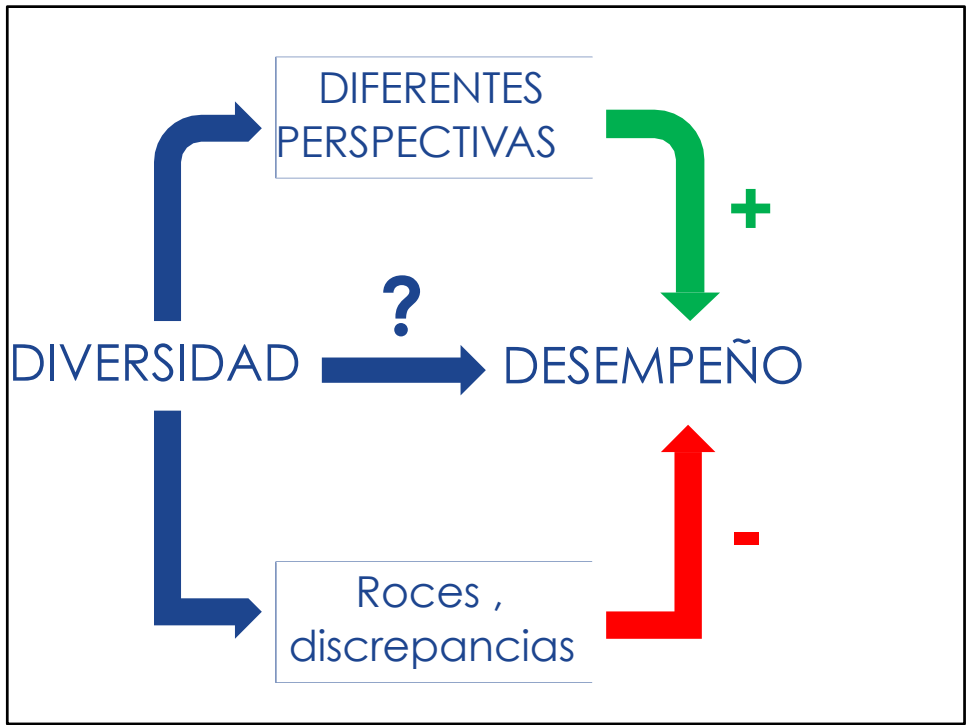 DIFERENTES
PERSPECTIVAS
+
?
DIVERSIDAD
DESEMPEÑO
-
Roces ,
discrepancias